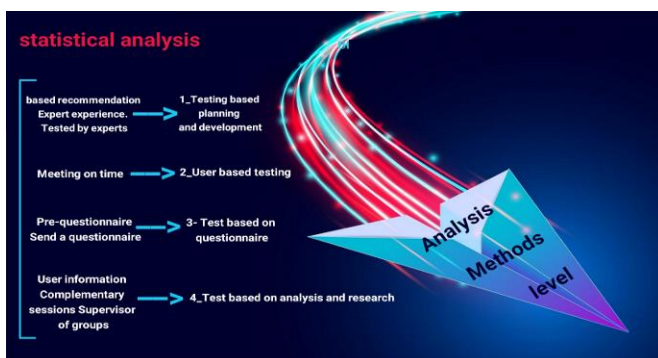 statistical analysis
based recommendation
Expert experience.
Tested by experts
1_Testing based
planning
and development
Meeting on time
2_User based testing
Pre-questionnaire
Send a questionnaire
3- Test based on
questionnaire
User information
Complementary
sessions Supervisor
of groups
4_Test based on analysis and research
Analysis
Methods
level